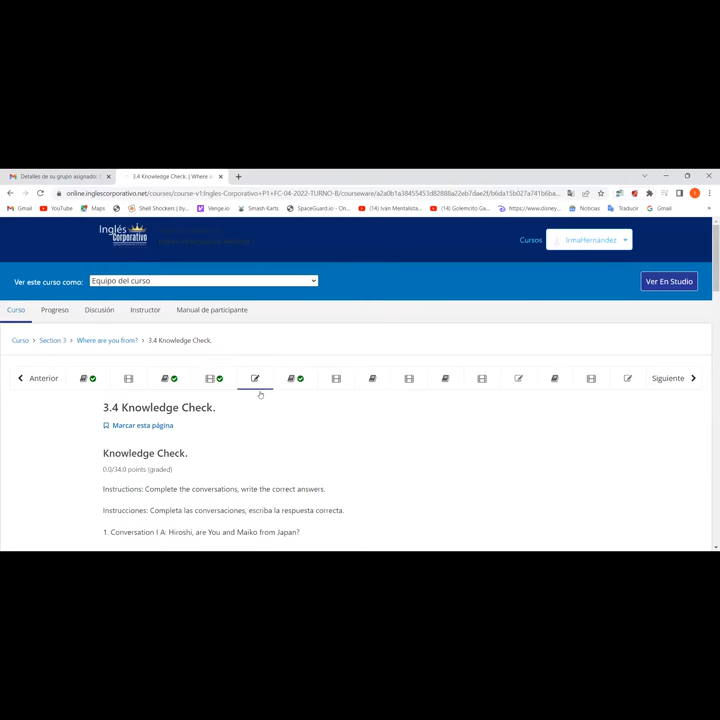 Detalles de su grupo asignado:
3.4 Knowledge Check. | Where a
online.inglescorporativo.net/courses/course-v1:Ingles-Corporativo+P1+FC-04-2022-TURNO-B/courseware/a2a0b1a38455453d82888a22eb7dae2f/b6da15b027a741b6ba...
Gmail YouTube Maps Shell Shockers | by... Venge.io Smash Karts SpaceGuard.io - On... (14) Ivan Mentalista... (14) Golemcito Ga... https://www.disney... Noticias Traducir Gmail
Inglés
Corporativo
Cursos IrmaHernández
Ver este curso como: Equipo del curso Ver En Studio
Curso Progreso Discusión Instructor Manual de participante
Curso > Section 3 > Where are you from? > 3.4 Knowledge Check.
Anterior Siguiente
3.4 Knowledge Check.
Marcar esta página
Knowledge Check.
0.0/34.0 points (graded)
Instructions: Complete the conversations, write the correct answers.
Instrucciones: Completa las conversaciones, escriba la respuesta correcta.
1. Conversation I A: Hiroshi, are You and Maiko from Japan?